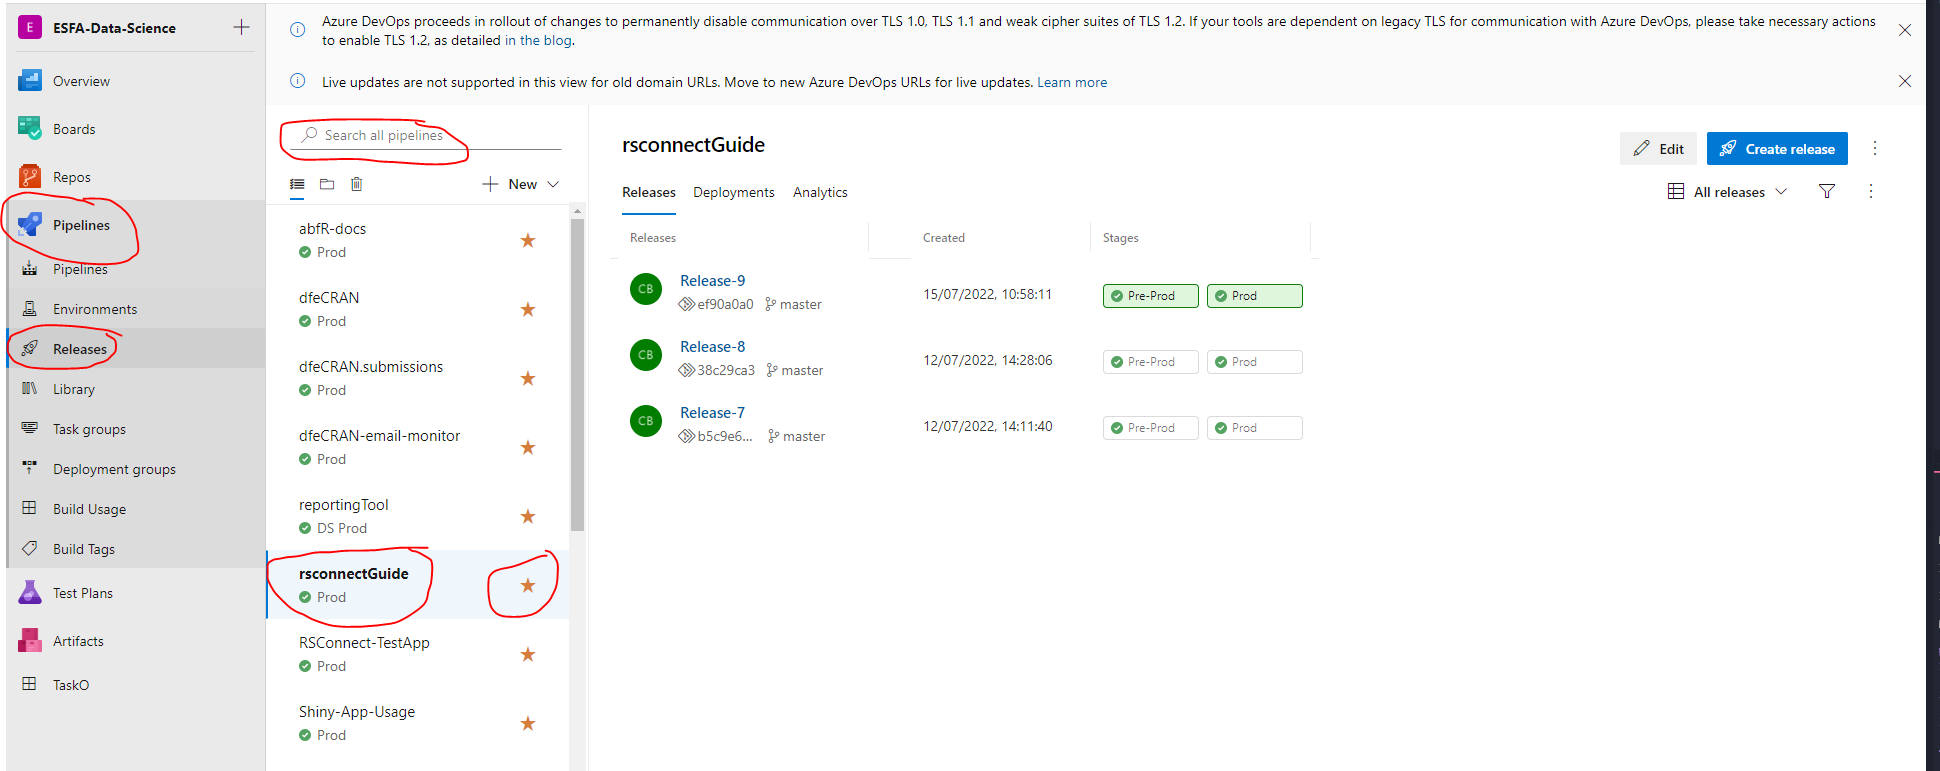 E ESFA-Data-Science
Overview
Boards
Repos
Pipelines
Pipelines
Environments
Releases
Library
Task groups
Deployment groups
Build Usage
Build Tags
Test Plans
Artifacts
TaskO
Azure DevOps proceeds in rollout of changes to permanently disable communication over TLS 1.0, TLS 1.1 and weak cipher suites of TLS 1.2. If your tools are dependent on legacy TLS for communication with Azure DevOps, please take necessary actions
to enable TLS 1.2, as detailed in the blog.
Live updates are not supported in this view for old domain URLs. Move to new Azure DevOps URLs for live updates. Learn more
Search all pipelines
New
abfR-docs
Prod
dfeCRAN
Prod
dfeCRAN.submissions
Prod
dfeCRAN-email-monitor
Prod
reportingTool
DS Prod
rsconnectGuide
Prod
RSConnect-TestApp
Prod
Shiny-App-Usage
Prod
rsconnectGuide
Edit
Create release
Releases Deployments Analytics
All releases
Releases Created Stages
CB Release-9 15/07/2022, 10:58:11 Pre-Prod Prod
ef90a0a0 master
CB Release-8 12/07/2022, 14:28:06 Pre-Prod Prod
38c29ca3 master
CB Release-7 12/07/2022, 14:11:40 Pre-Prod Prod
b5c9e6... master